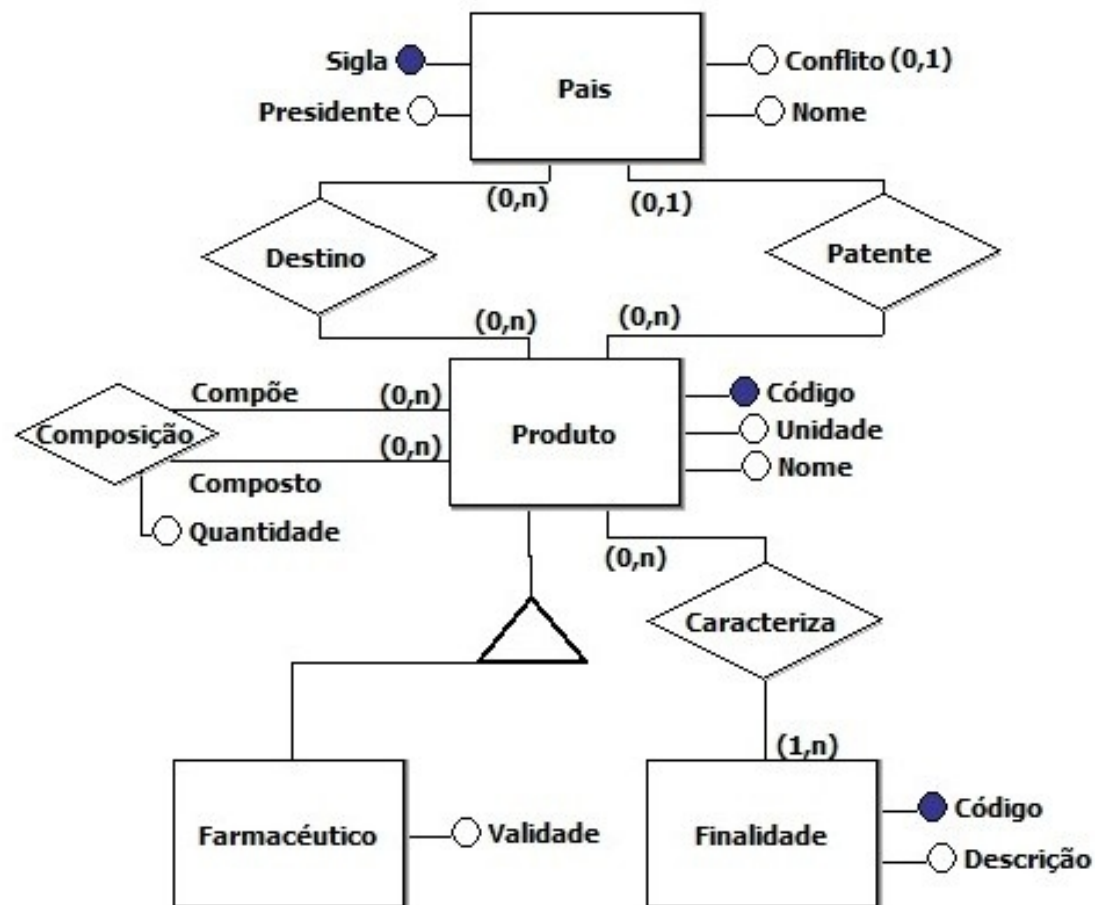 Sigla
Conflito (0,1)
Pais
Presidente
Nome
(0,n)
(0,1)
Destino
Patente
(0,n)
(0,n)
Compõe
(0,n)
Código
Composição
Produto
Unidade
(0,n)
Nome
Composto
Quantidade
(0,n)
Caracteriza
(1,n)
Farmacéutico
Validade
Finalidade
Código
Descrição